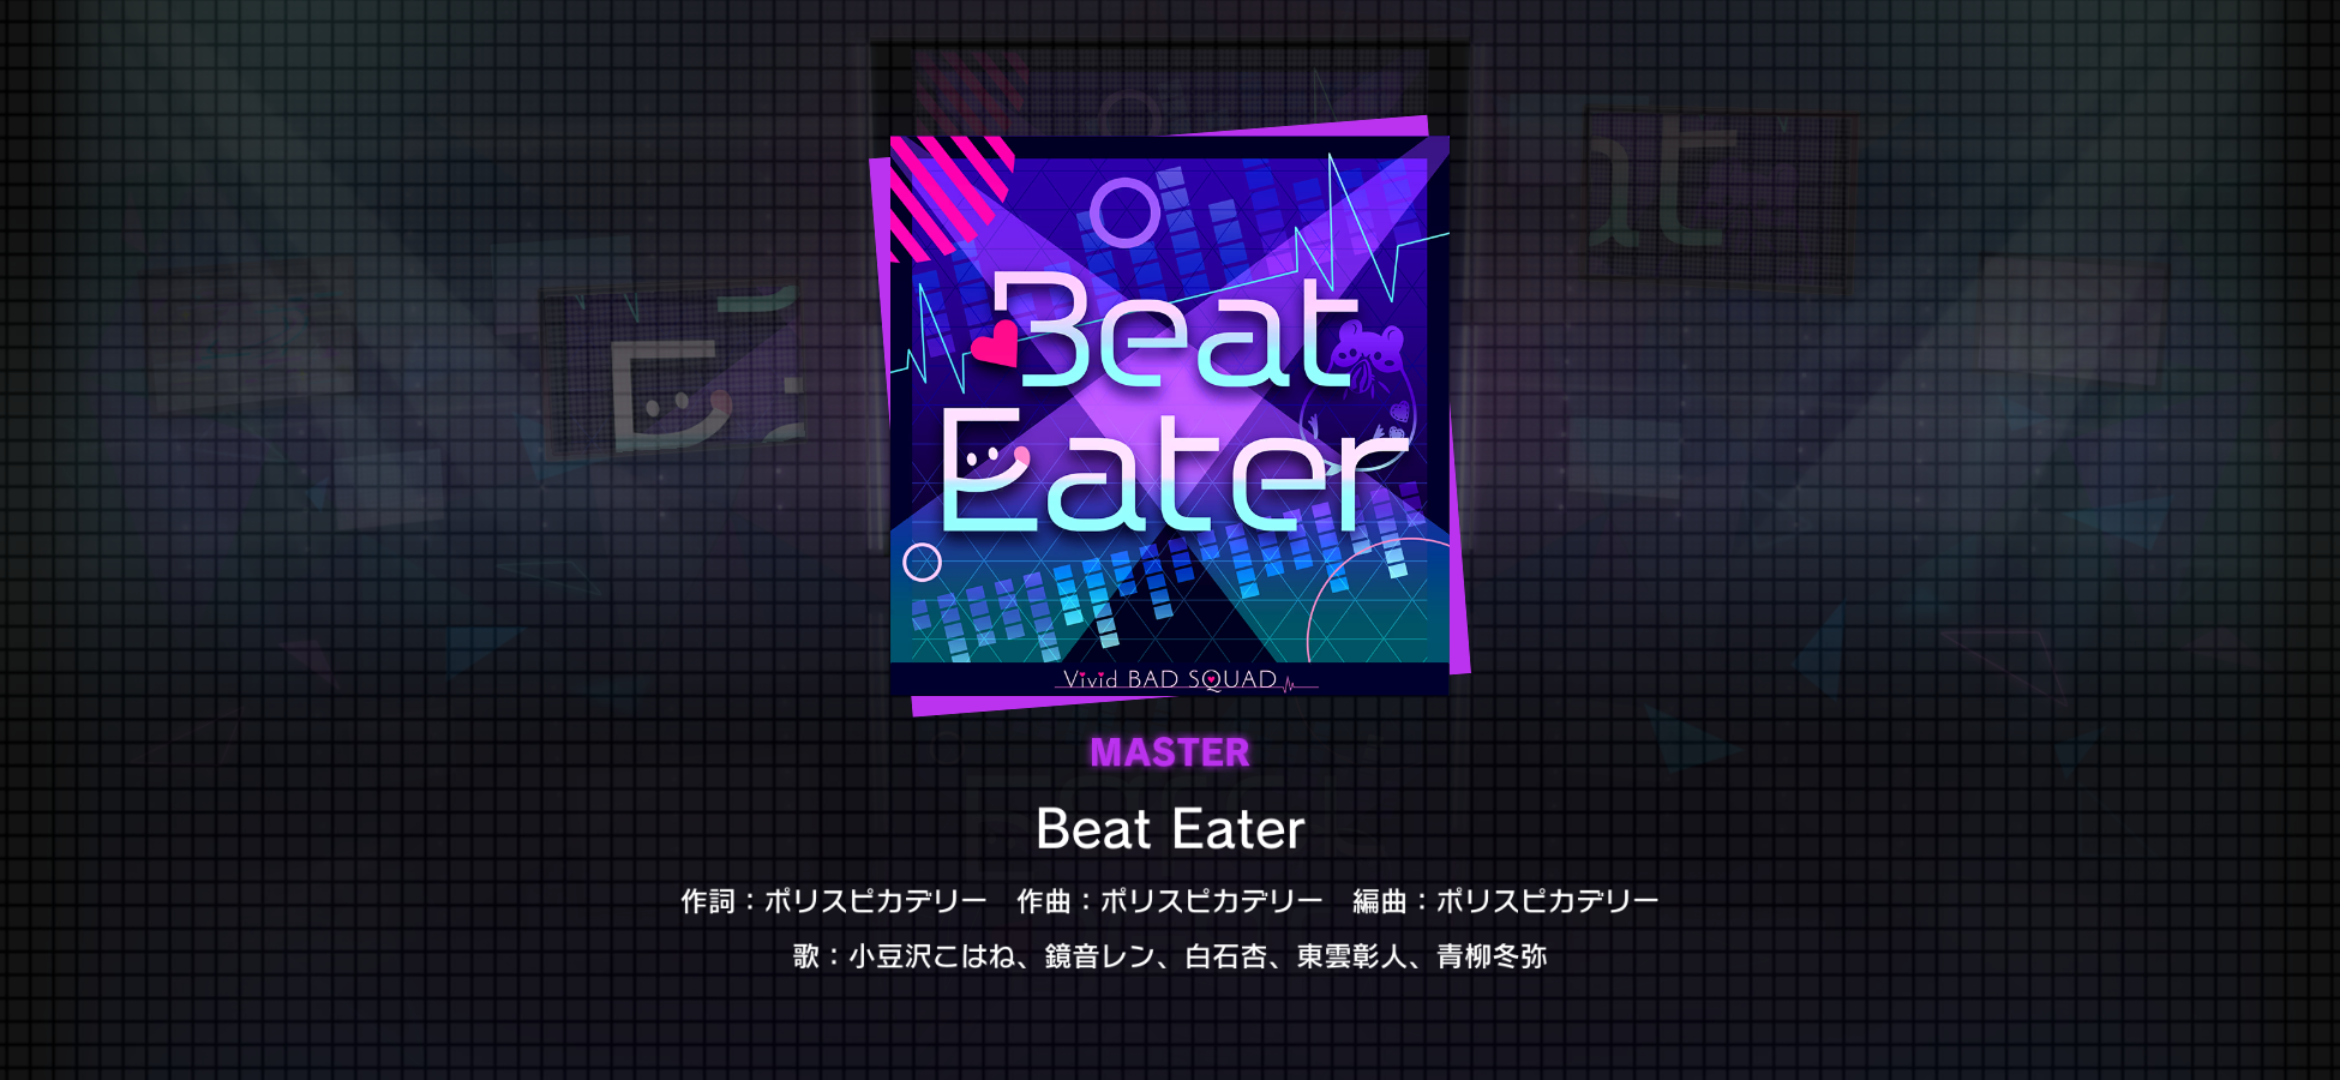 Beat
Eater
Vivid BAD SQUAD
MASTER
Beat Eater
作詞：ポリスピカデリー　作曲：ポリスピカデリー　編曲：ポリスピカデリー
歌：小豆沢こはね、鏡音レン、白石杏、東雲彰人、青柳冬弥